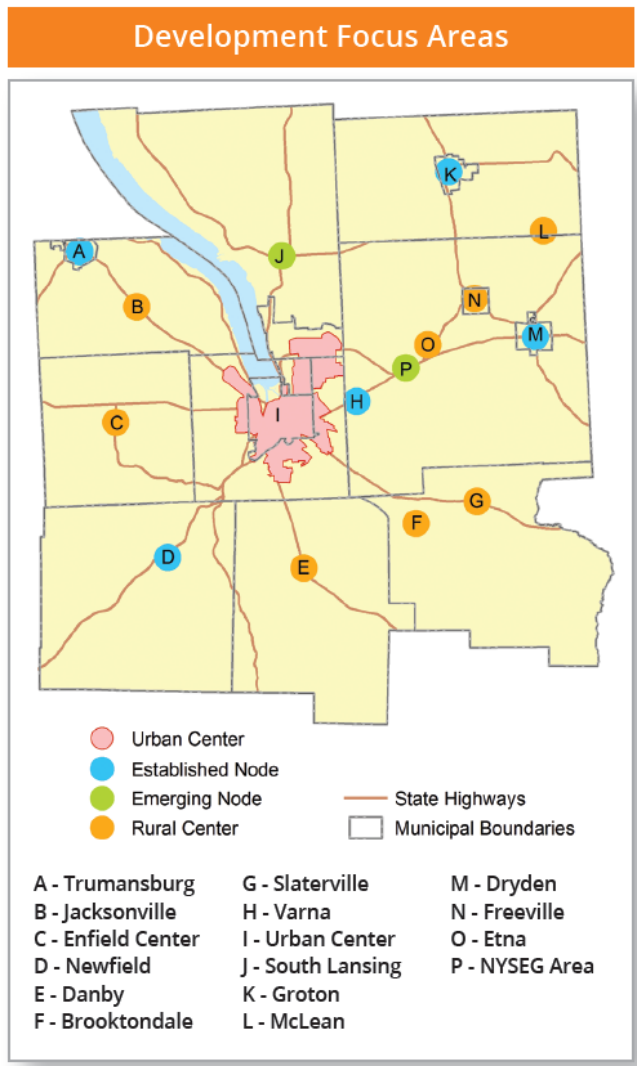 Development Focus Areas
K
L
A
J
B
N
M
O
P
H
I
C
G
F
D
E
Urban Center
Established Node
Emerging Node
Rural Center
State Highways
Municipal Boundaries
A - Trumansburg
B - Jacksonville
C - Enfield Center
D - Newfield
E - Danby
F - Brooktondale
G - Slaterville
H - Varna
I - Urban Center
J - South Lansing
K - Groton
L - McLean
M - Dryden
N - Freeville
O - Etna
P - NYSEG Area